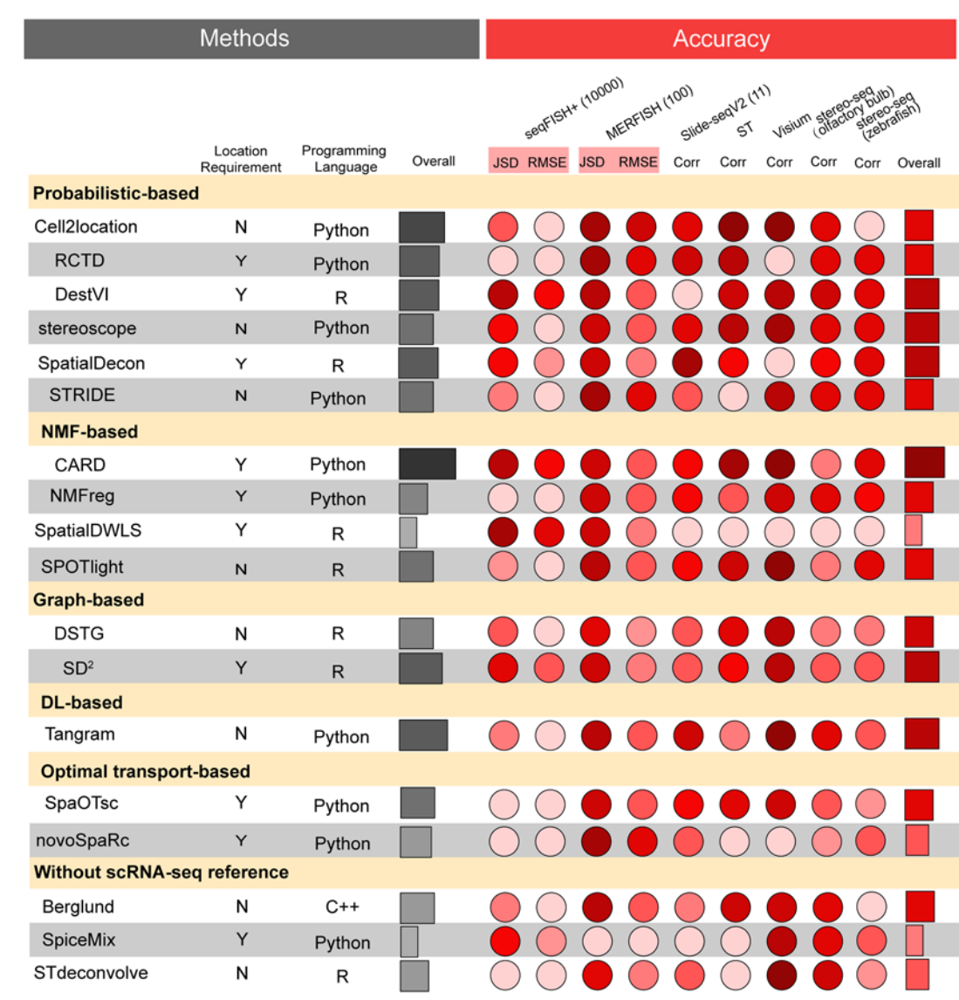 Methods Accuracy
seqFISH+ (10000) MERFISH (100) Slide-seqV2 (11) ST Visium stereo-seq (olfactory bulb) stereo-seq (zebrafish)
Location Requirement Programming Language Overall JSD RMSE JSD RMSE Corr Corr Corr Corr Corr Overall
Probabilistic-based
Cell2location N Python
RCTD Y Python
DestVI Y R
stereoscope N Python
SpatialDecon Y R
STRIDE N Python
NMF-based
CARD Y Python
NMFreg Y Python
SpatialDWLS Y R
SPOTlight N R
Graph-based
DSTG N R
SD² Y R
DL-based
Tangram N Python
Optimal transport-based
SpaOTsc Y Python
novoSpaRc Y Python
Without scRNA-seq reference
Berglund N C++
SpiceMix Y Python
STdeconvolve N R